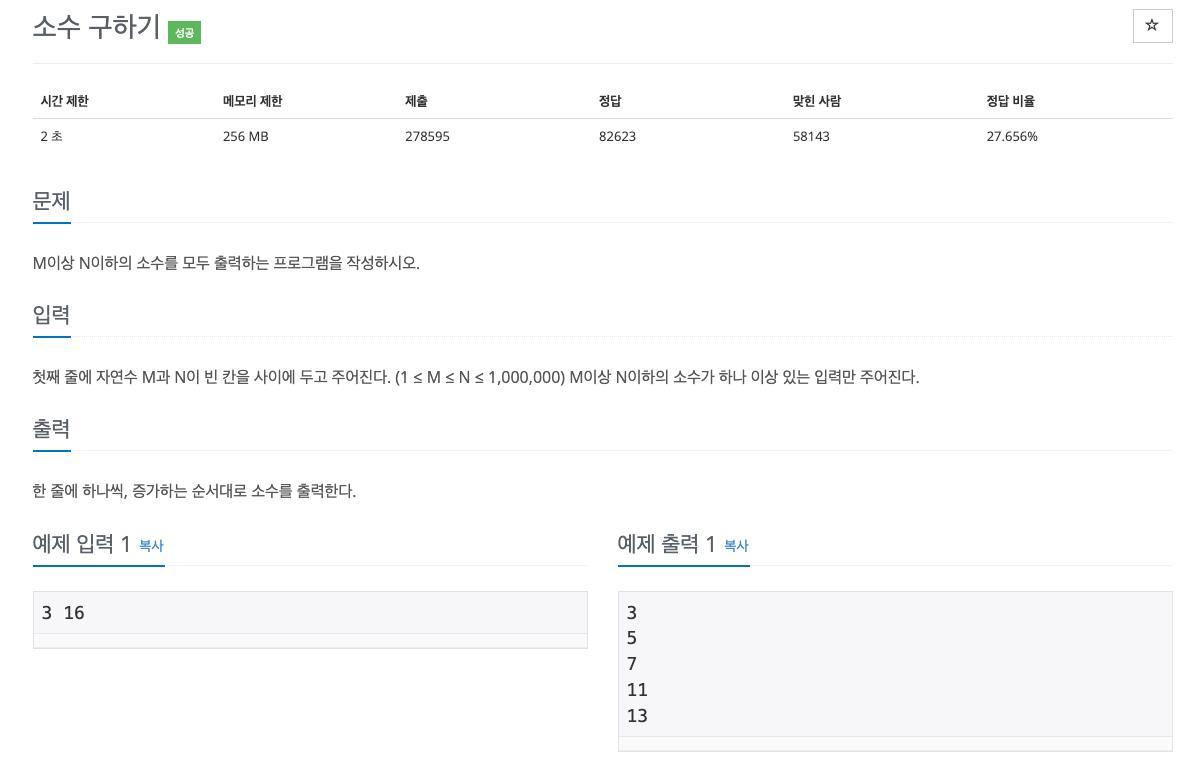 소수 구하기 성공
☆
시간 제한 메모리 제한 제출 정답 맞힌 사람 정답 비율
2 초 256 MB 278595 82623 58143 27.656%
문제
M이상 N이하의 소수를 모두 출력하는 프로그램을 작성하시오.
입력
첫째 줄에 자연수 M과 N이 빈 칸을 사이에 두고 주어진다. (1 ≤ M ≤ N ≤ 1,000,000) M이상 N이하의 소수가 하나 이상 있는 입력만 주어진다.
출력
한 줄에 하나씩, 증가하는 순서대로 소수를 출력한다.
예제 입력 1 복사
3 16
예제 출력 1 복사
3
5
7
11
13